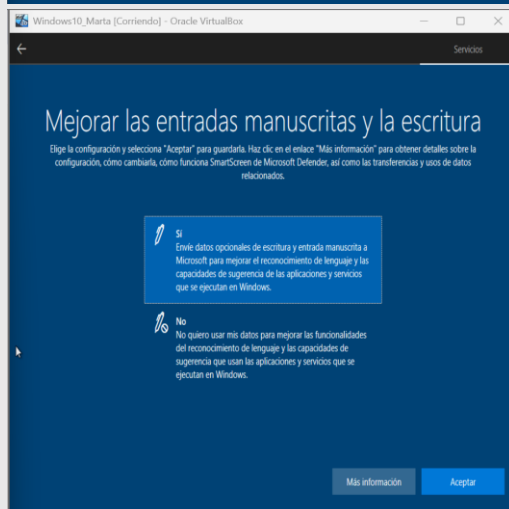 Windows10_Marta [Corriendo] - Oracle VirtualBox
Servicios
Mejorar las entradas manuscritas y la escritura
Elige la configuración y selecciona "Aceptar" para guardarla. Haz clic en el enlace "Más información" para obtener detalles sobre la
configuración, cómo cambiarla, cómo funciona SmartScreen de Microsoft Defender, así como las transferencias y usos de datos
relacionados.
Sí
Envíe datos opcionales de escritura y entrada manuscrita a
Microsoft para mejorar el reconocimiento de lenguaje y las
capacidades de sugerencia de las aplicaciones y servicios
que se ejecutan en Windows.
No
No quiero usar mis datos para mejorar las funcionalidades
del reconocimiento de lenguaje y las capacidades de
sugerencia que usan las aplicaciones y servicios que se
ejecutan en Windows.
Más información
Aceptar